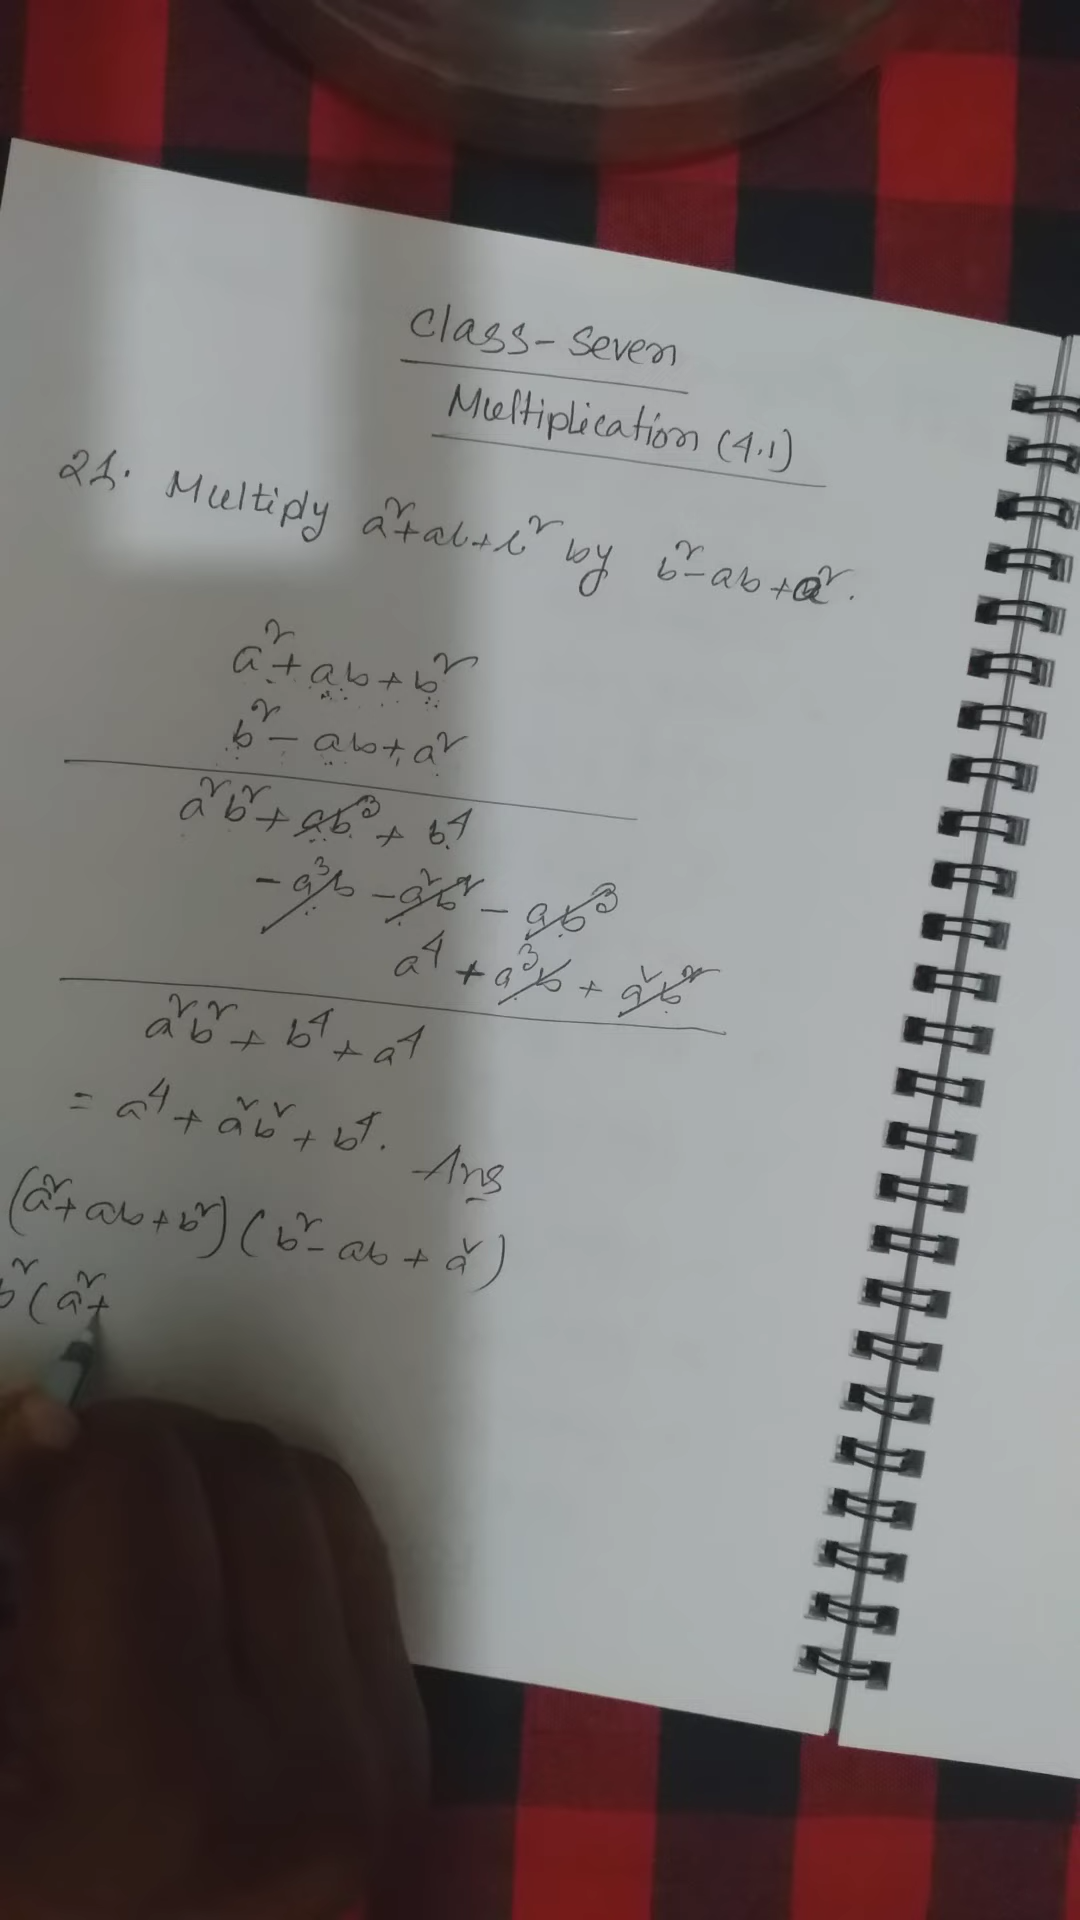 Class-Seven
Multiplication (4.1)
21. Multiply a²+ab+b² by b²-ab+a².
a²+ab+b²
b²-ab+a²
a²b²+ab³+b⁴
-a³b-a²b²-ab³
a⁴+a³b+a²b²
a²b²+b⁴+a⁴
=a⁴+a²b²+b⁴. Ans
(a²+ab+b²)(b²-ab+a²)
b²(a²+